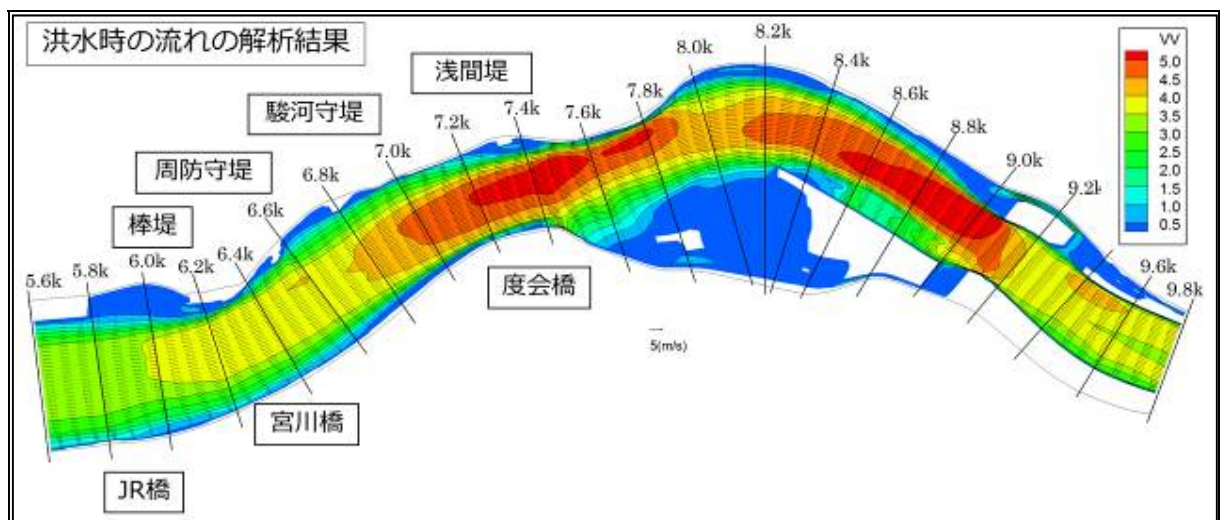 洪水時の流れの解析結果
浅間堤
駿河守堤
周防守堤
棒堤
5.6k
5.8k
6.0k
6.2k
6.4k
6.6k
6.8k
7.0k
7.2k
7.4k
7.6k
7.8k
8.0k
8.2k
8.4k
8.6k
8.8k
9.0k
9.2k
9.6k
9.8k
VV
5.0
4.5
4.0
3.5
3.0
2.5
2.0
1.5
1.0
0.5
度会橋
5(m/s)
宮川橋
JR橋